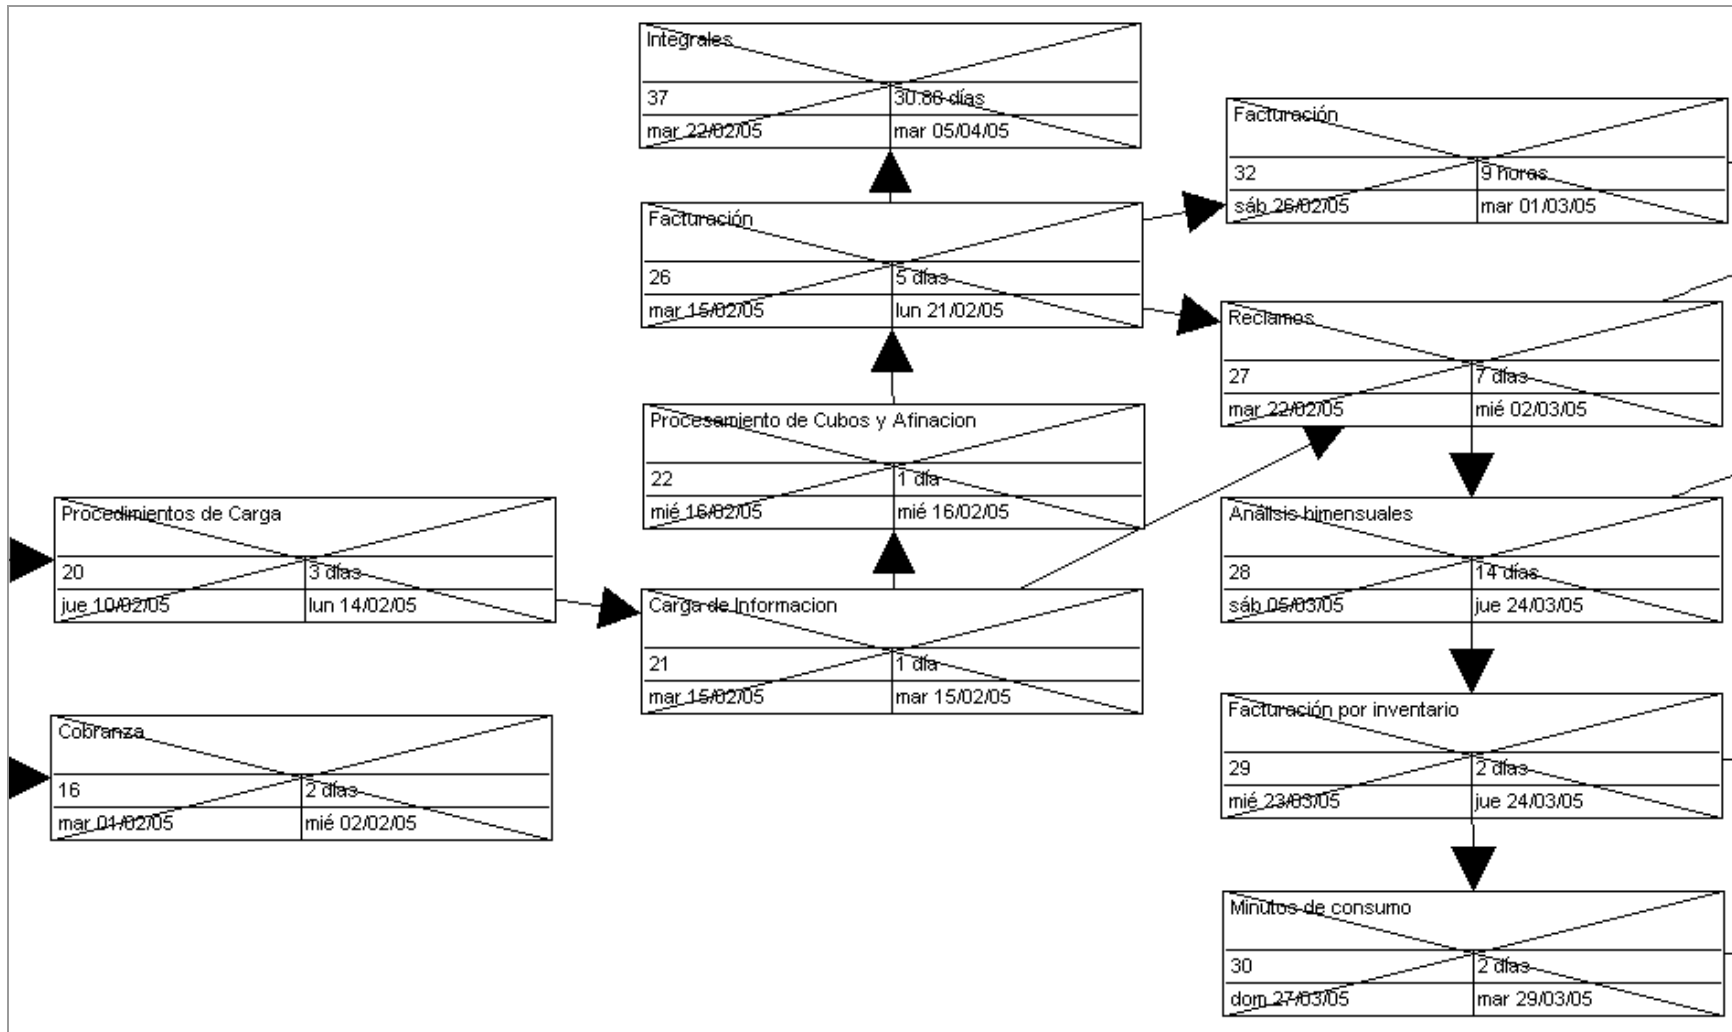 Integrales
37 30.88 días
mar 22/02/05 mar 05/04/05
Facturación
32 9 horas
sáb 26/02/05 mar 01/03/05
Facturación
26 5 días
mar 15/02/05 lun 21/02/05
Reclamos
27 7 días
mar 22/02/05 mié 02/03/05
Procesamiento de Cubos y Afinacion
22 1 día
mié 16/02/05 mié 16/02/05
Procedimientos de Carga
20 3 días
jue 10/02/05 lun 14/02/05
Análisis bimensuales
28 14 días
sáb 05/03/05 jue 24/03/05
Carga de Informacion
21 1 día
mar 15/02/05 mar 15/02/05
Facturación por inventario
29 2 días
mié 23/03/05 jue 24/03/05
Cobranza
16 2 días
mar 01/02/05 mié 02/02/05
Minutos de consumo
30 2 días
dom 27/03/05 mar 29/03/05